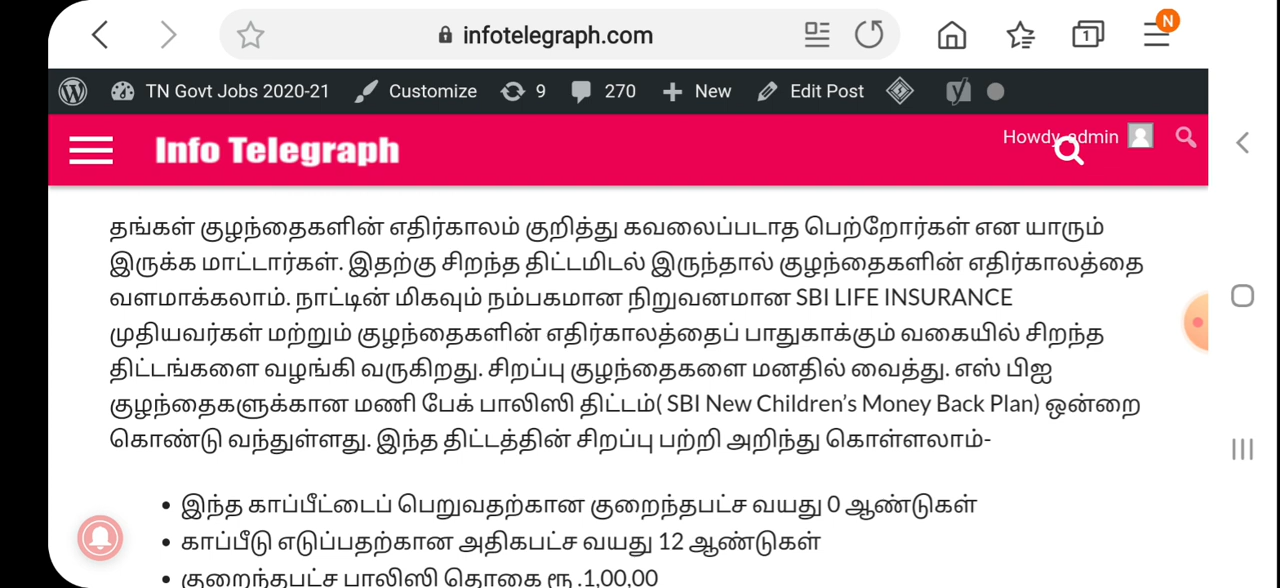 infotelegraph.com
1
N
TN Govt Jobs 2020-21 Customize 9 270 New Edit Post
Info Telegraph
Howdy, admin
தங்கள் குழந்தைகளின் எதிர்காலம் குறித்து கவலைப்படாத பெற்றோர்கள் என யாரும்
இருக்க மாட்டார்கள். இதற்கு சிறந்த திட்டமிடல் இருந்தால் குழந்தைகளின் எதிர்காலத்தை
வளமாக்கலாம். நாட்டின் மிகவும் நம்பகமான நிறுவனமான SBI LIFE INSURANCE
முதியவர்கள் மற்றும் குழந்தைகளின் எதிர்காலத்தைப் பாதுகாக்கும் வகையில் சிறந்த
திட்டங்களை வழங்கி வருகிறது. சிறப்பு குழந்தைகளை மனதில் வைத்து. எஸ் பிஐ
குழந்தைகளுக்கான மணி பேக் பாலிஸி திட்டம்( SBI New Children’s Money Back Plan) ஒன்றை
கொண்டு வந்துள்ளது. இந்த திட்டத்தின் சிறப்பு பற்றி அறிந்து கொள்ளலாம்-
• இந்த காப்பீட்டைப் பெறுவதற்கான குறைந்தபட்ச வயது 0 ஆண்டுகள்
• காப்பீடு எடுப்பதற்கான அதிகபட்ச வயது 12 ஆண்டுகள்
• குறைந்தபட்ச பாலிஸி தொகை ரூ .1,00,00